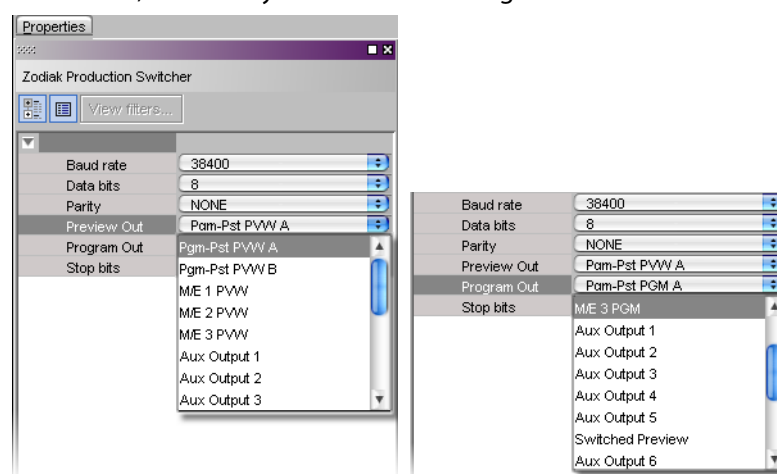 Properties
Zodiak Production Switcher
View filters...
Baud rate 38400
Data bits 8
Parity NONE
Preview Out Pgm-Pst PVW A
Program Out
Stop bits
Pgm-Pst PVW A
Pgm-Pst PVW B
M/E 1 PVW
M/E 2 PVW
M/E 3 PVW
Aux Output 1
Aux Output 2
Aux Output 3
Baud rate 38400
Data bits 8
Parity NONE
Preview Out Pgm-Pst PVW A
Program Out Pgm-Pst PGM A
Stop bits
M/E 3 PGM
Aux Output 1
Aux Output 2
Aux Output 3
Aux Output 4
Aux Output 5
Switched Preview
Aux Output 6